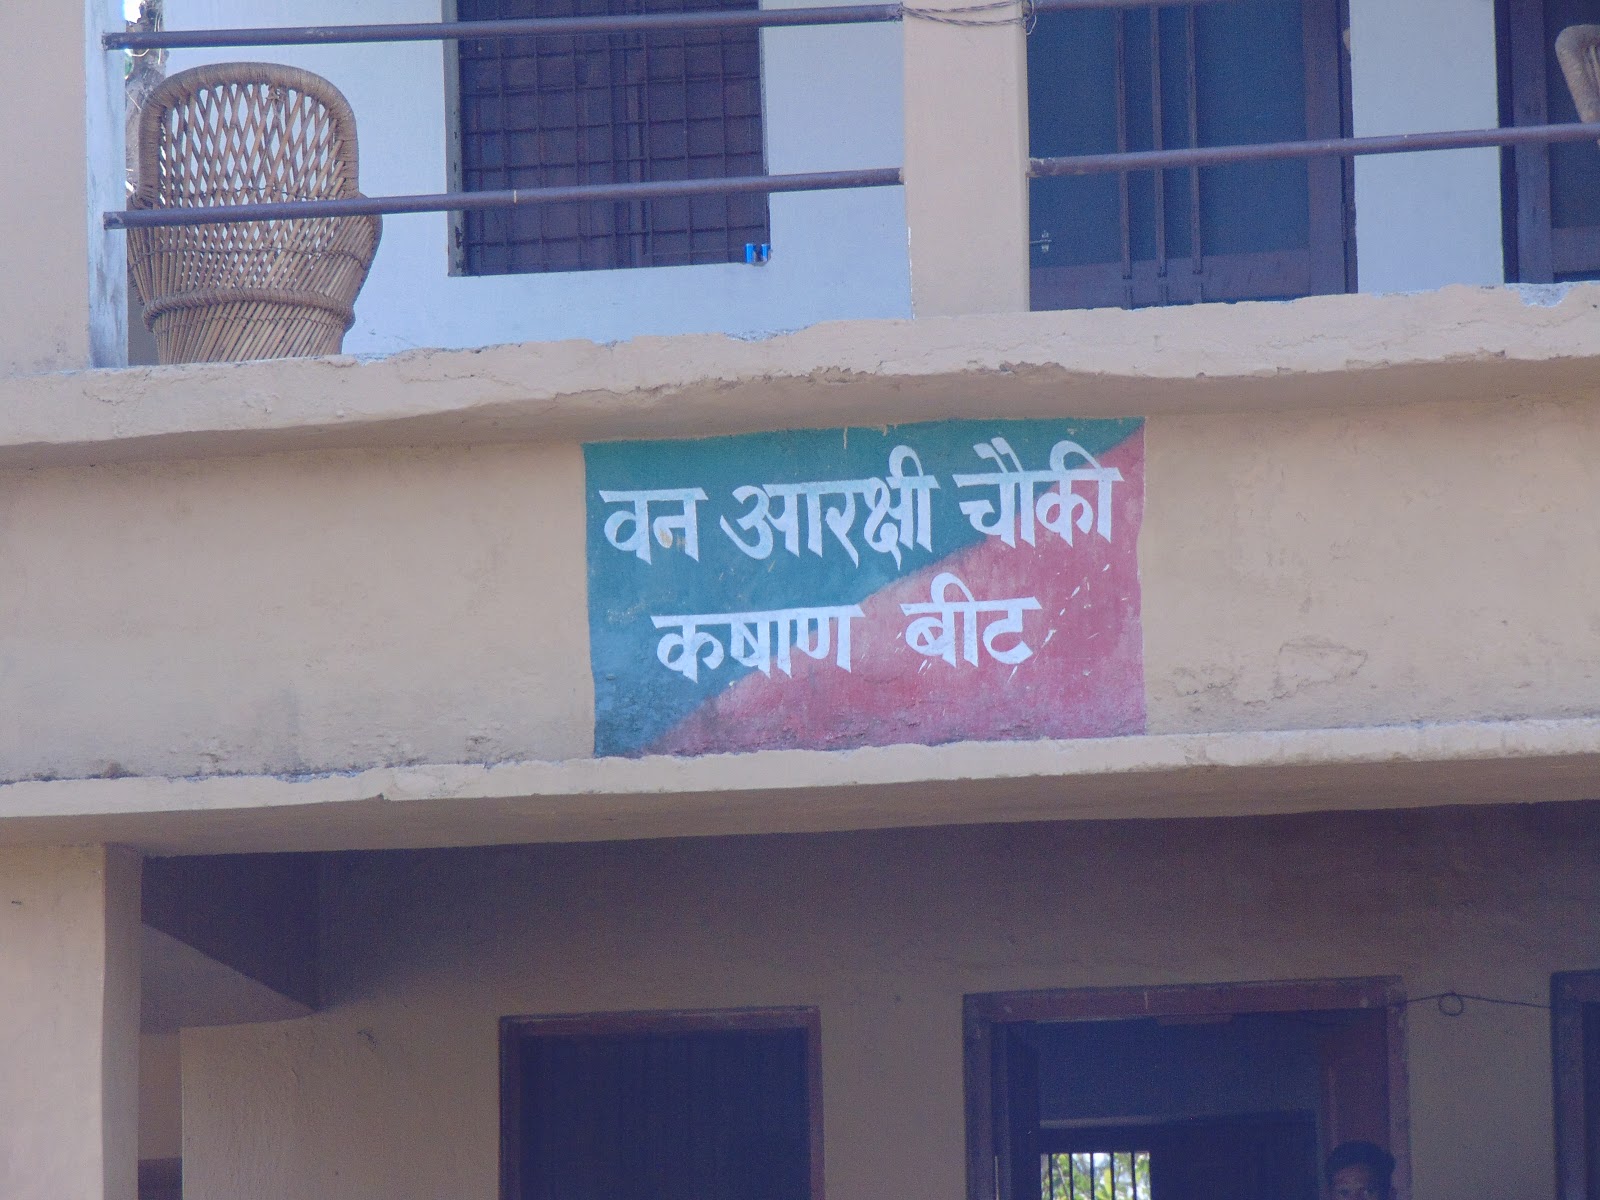 वन आरक्षी चौकी
कषाण बीट